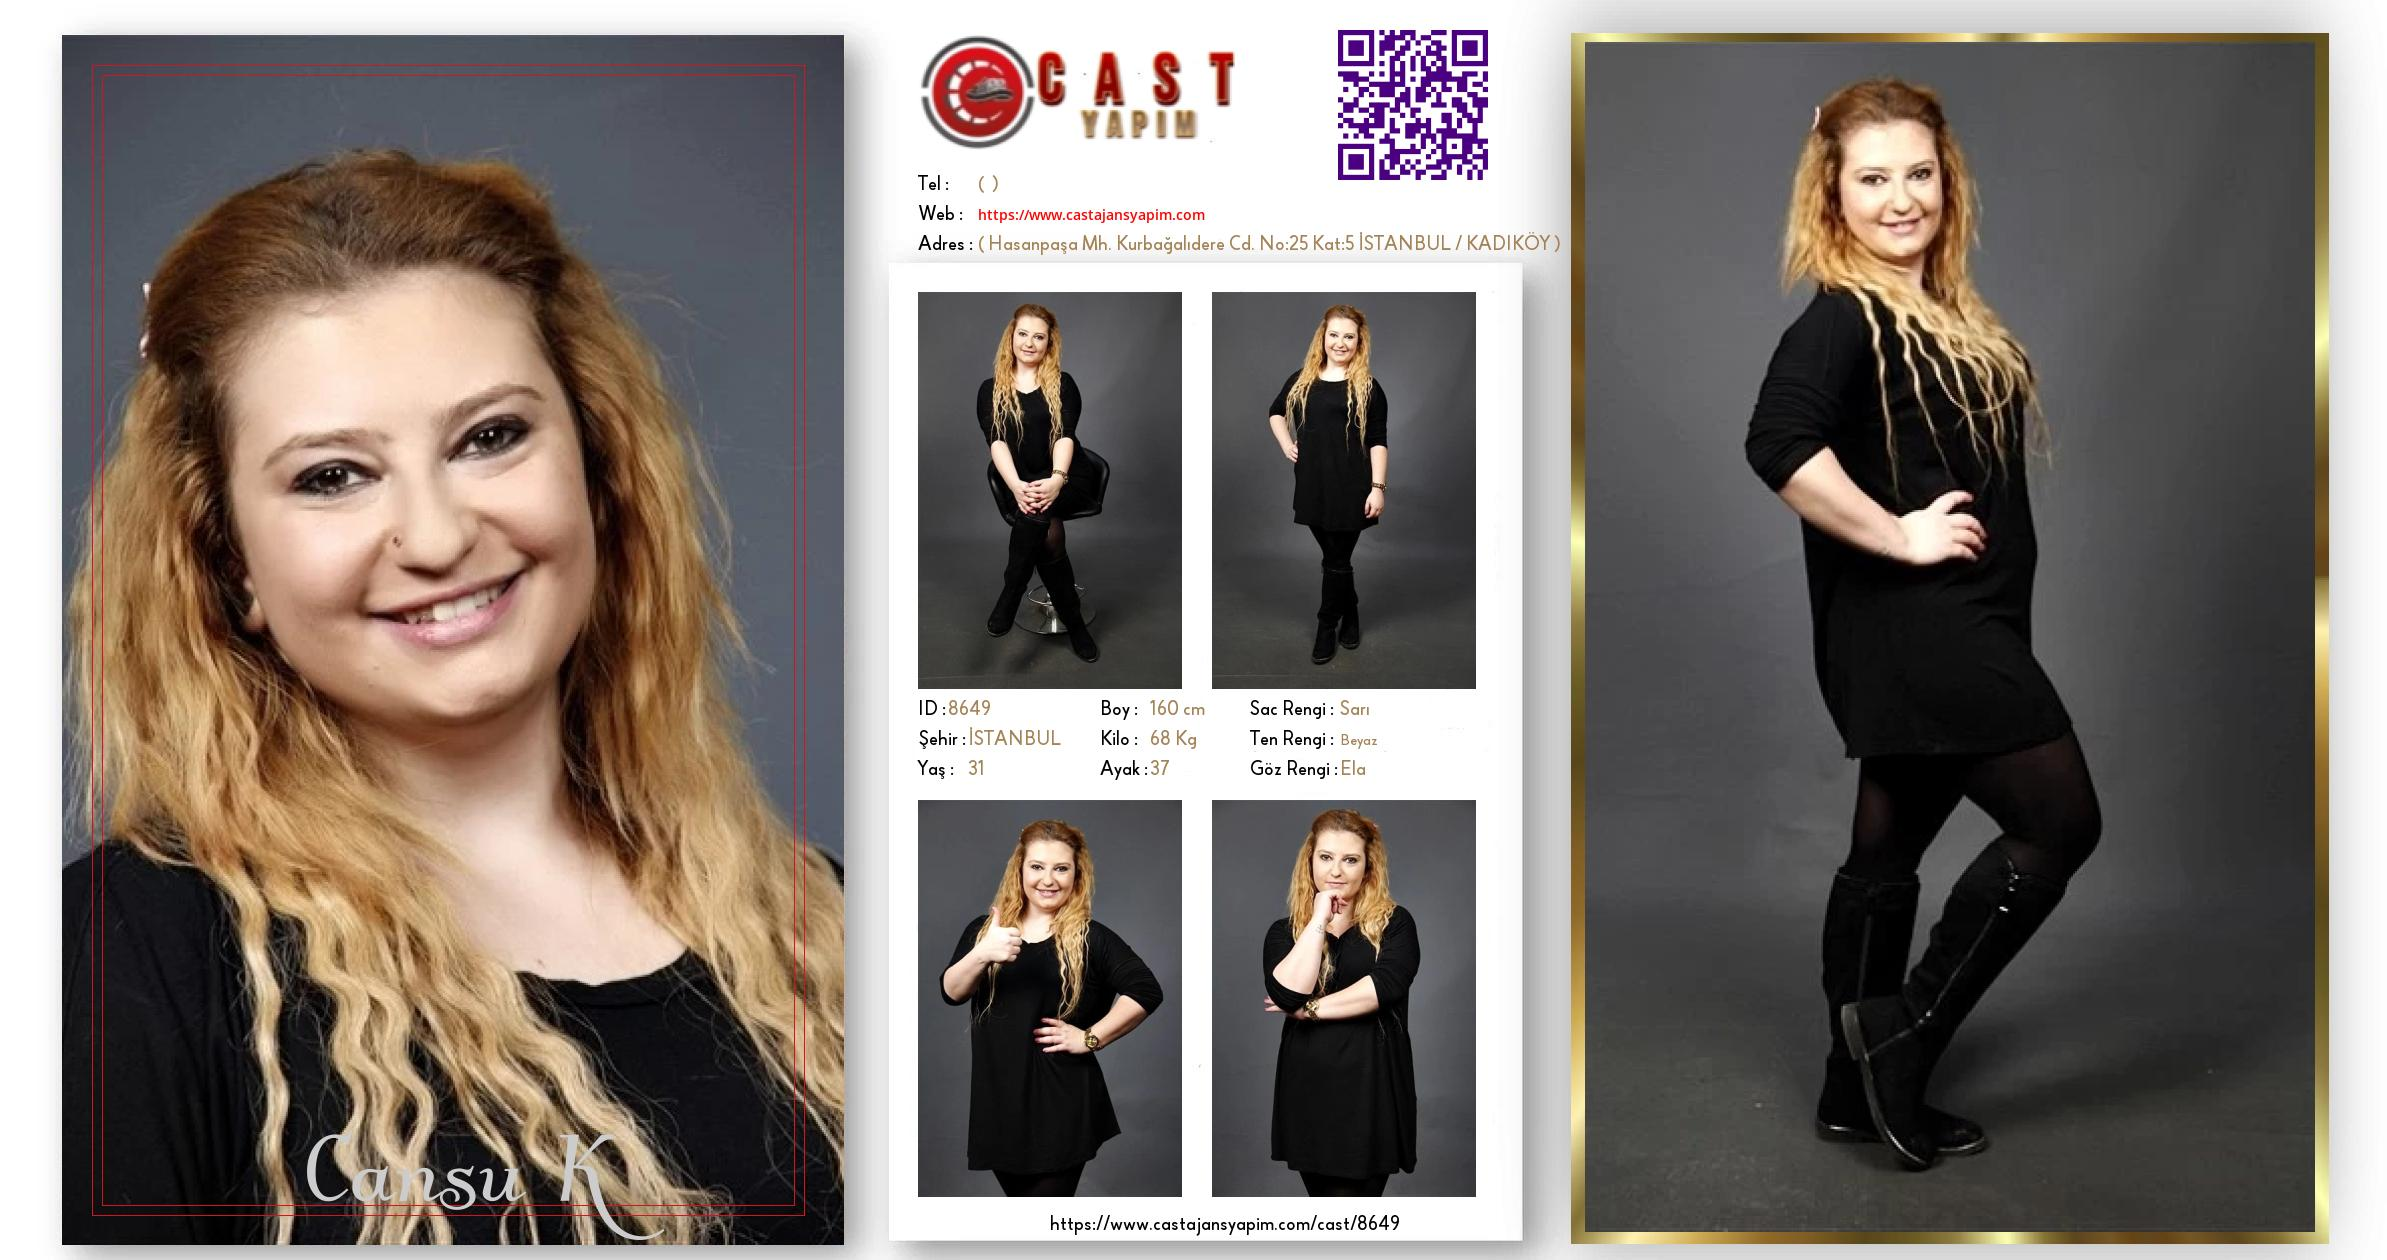 Cansu K
CAST
YAPIM
Tel : ( )
Web : https://www.castajansyapim.com
Adres : ( Hasanpaşa Mh. Kurbağalıdere Cd. No:25 Kat:5 İSTANBUL / KADIKÖY )
ID : 8649 Boy : 160 cm Sac Rengi : Sarı
Şehir : İSTANBUL Kilo : 68 Kg Ten Rengi : Beyaz
Yaş : 31 Ayak : 37 Göz Rengi : Ela
https://www.castajansyapim.com/cast/8649